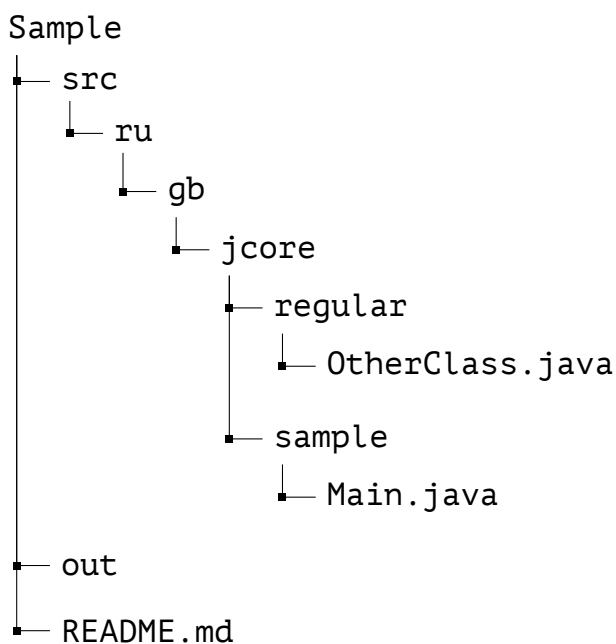 Sample
src
ru
gb
jcore
regular
OtherClass.java
sample
Main.java
out
README.md